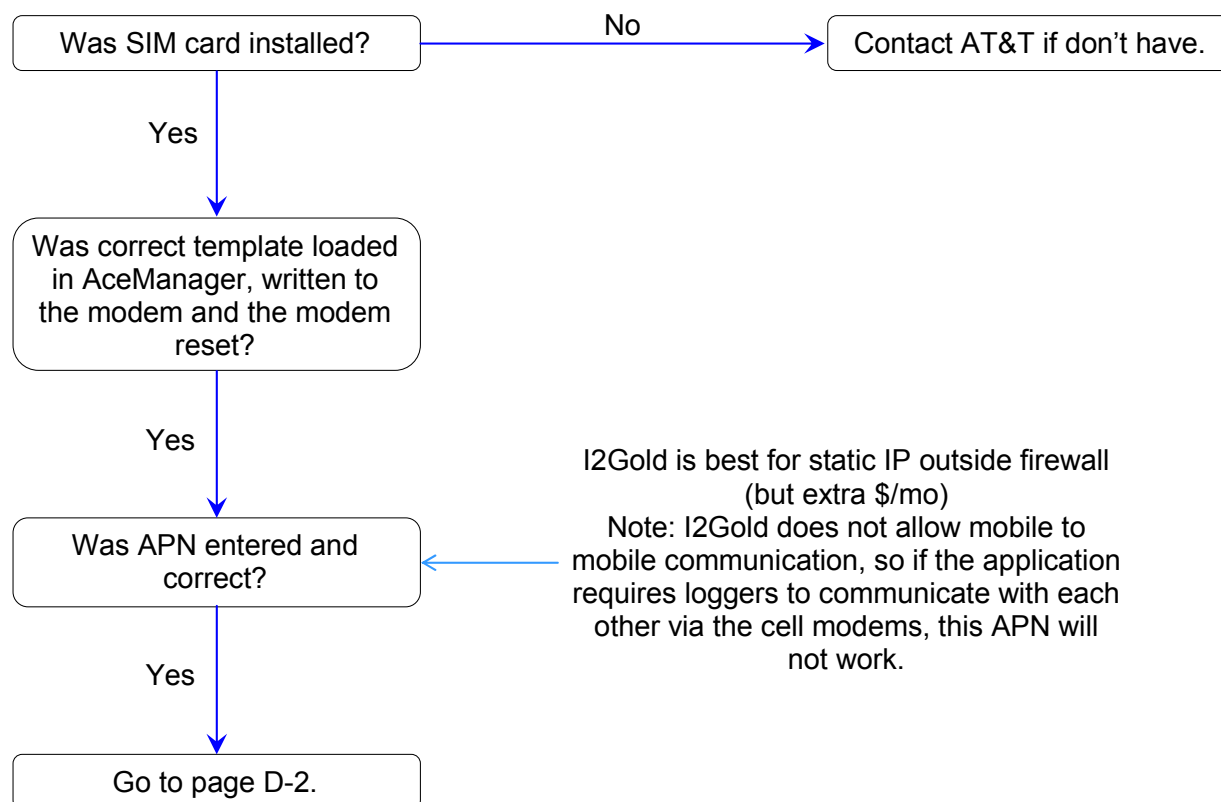 Was SIM card installed?
No
Contact AT&T if don’t have.
Yes
Was correct template loaded
in AceManager, written to
the modem and the modem
reset?
Yes
I2Gold is best for static IP outside firewall
(but extra $/mo)
Note: I2Gold does not allow mobile to
mobile communication, so if the application
requires loggers to communicate with each
other via the cell modems, this APN will
not work.
Was APN entered and
correct?
Yes
Go to page D-2.